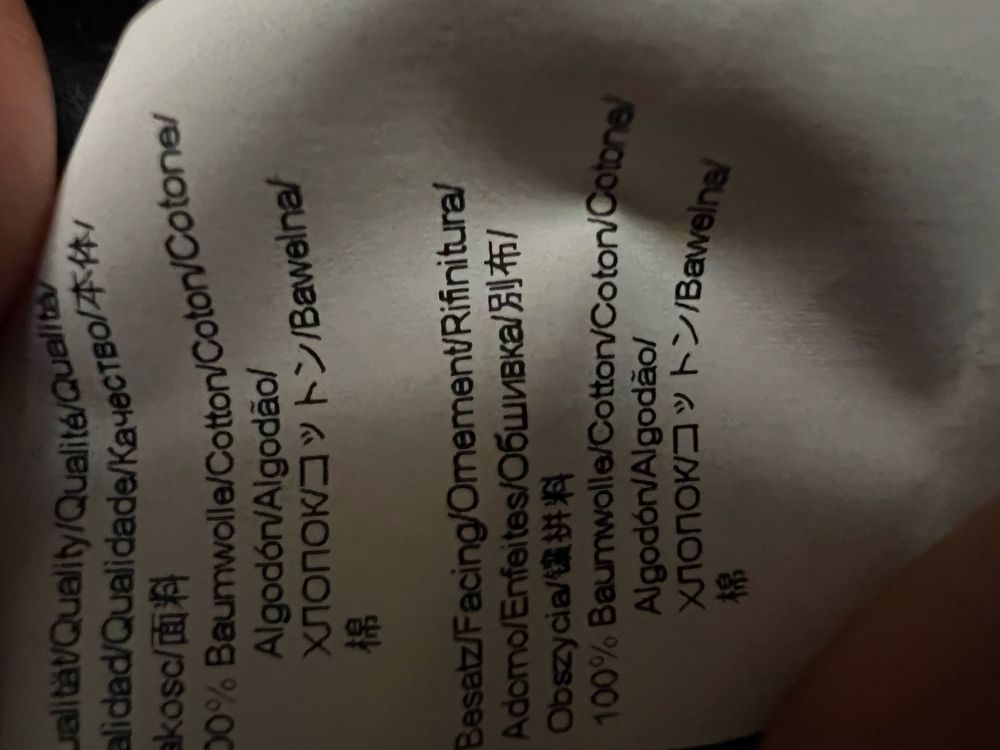 ualität/Quality/Qualité/Qualità/
alidad/Qualidade/Качество/本体/
akosc/面料
00% Baumwolle/Cotton/Coton/Cotone/
Algodón/Algodão/
Хлопок/コットン/Bawelna/
棉
Besatz/Facing/Ornement/Rifinitura/
Adorno/Enfeites/Обшивка/別布/
Obszycia/镶拼料
100% Baumwolle/Cotton/Coton/Cotone/
Algodón/Algodão/
Хлопок/コットン/Bawelna/
棉